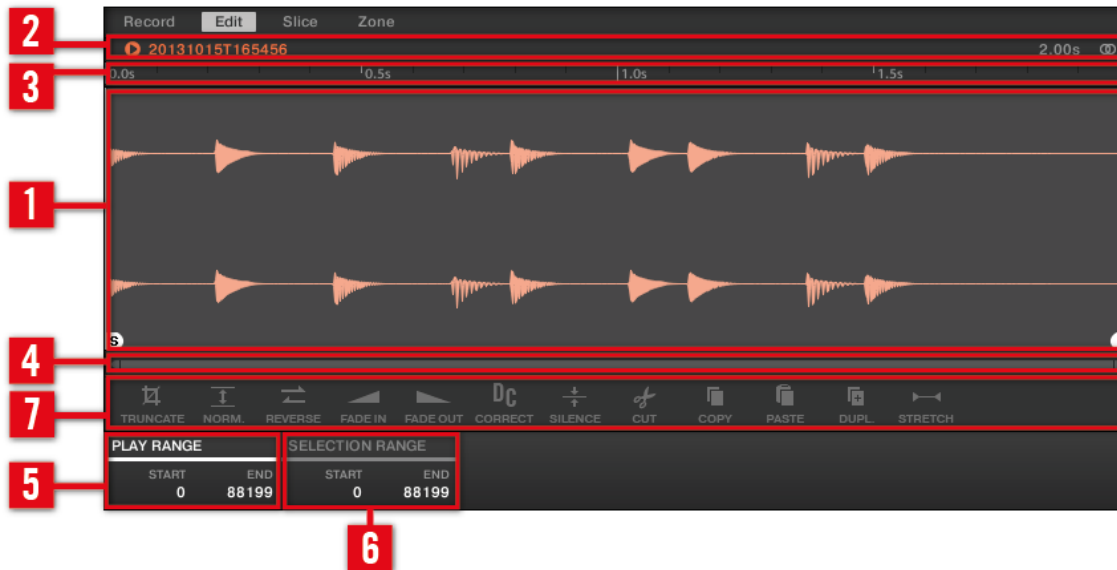 Record Edit Slice Zone
2
20131015T165456 2.00s
3
0.0s 0.5s 1.0s 1.5s
1
S
4
7
TRUNCATE NORM. REVERSE FADE IN FADE OUT DC CORRECT SILENCE CUT COPY PASTE DUPL. STRETCH
PLAY RANGE SELECTION RANGE
5
START END START END
0 88199 0 88199
6